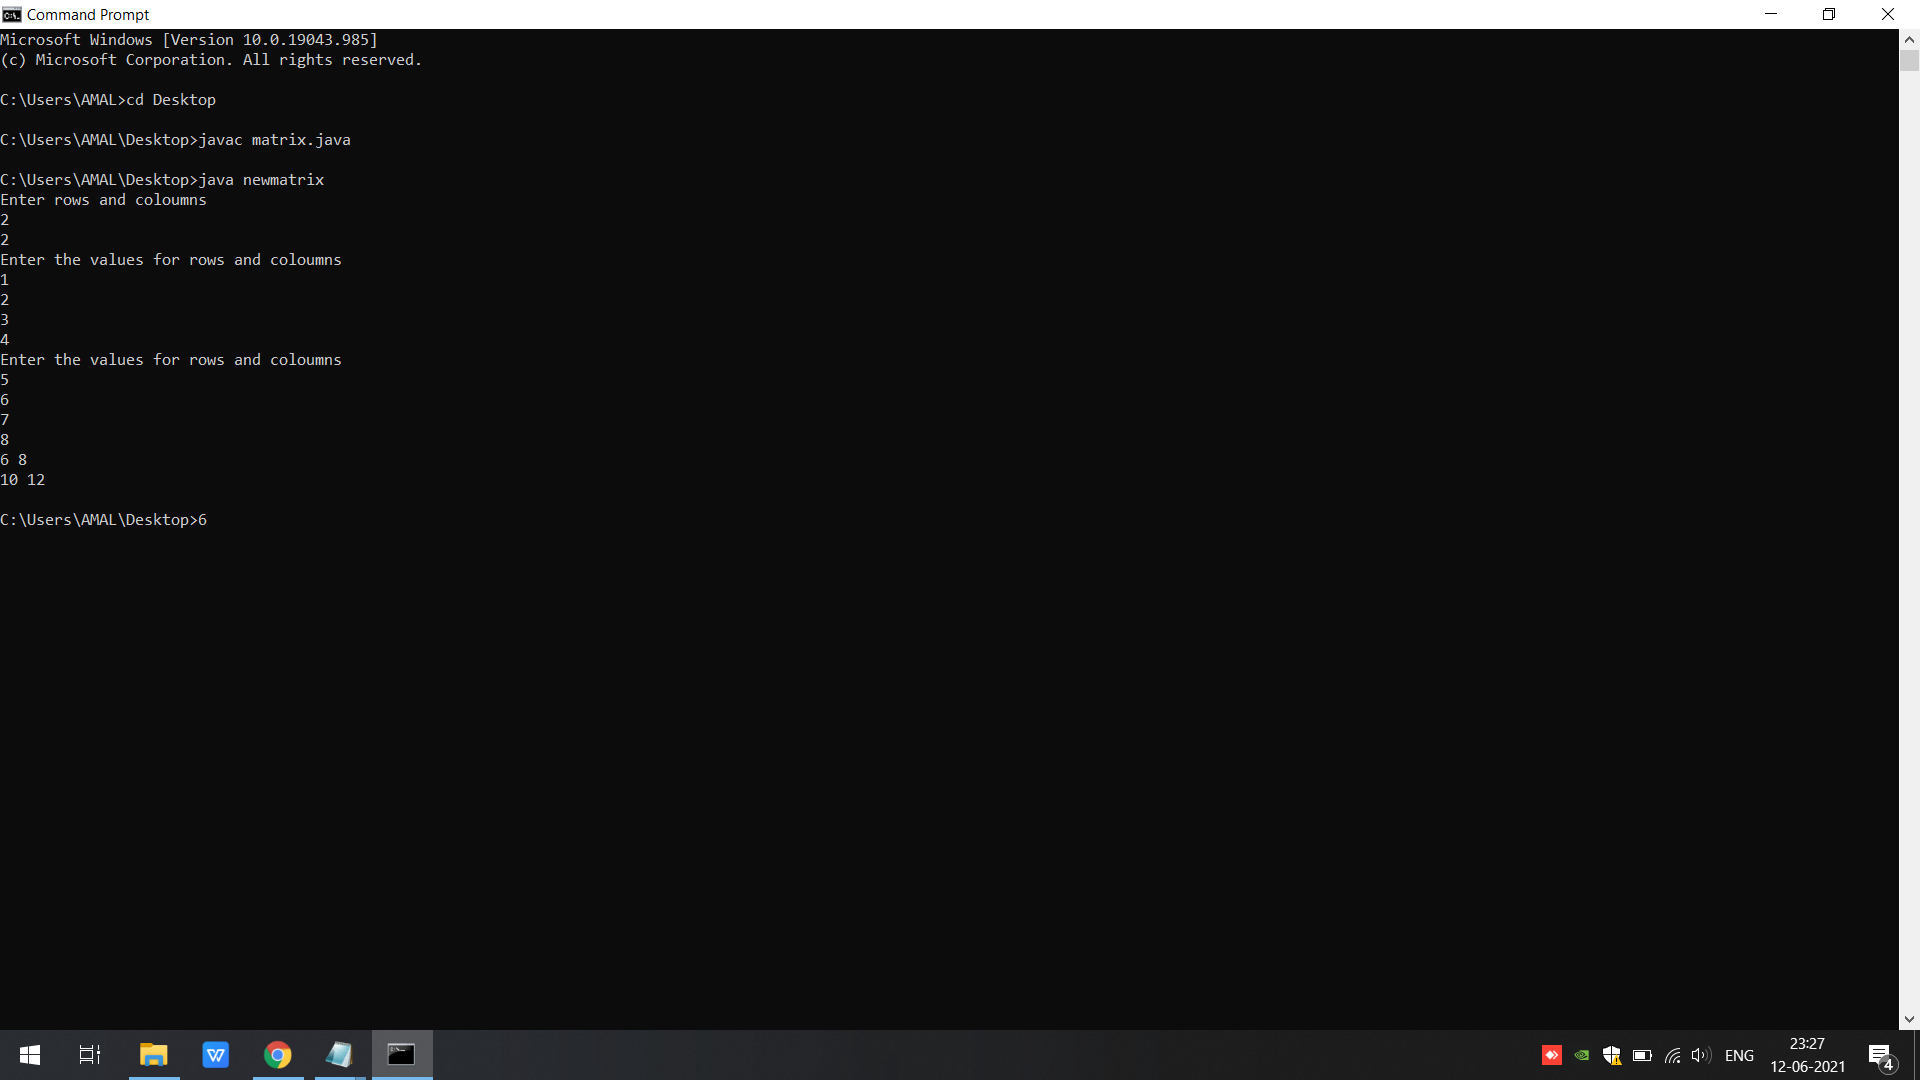 Command Prompt
Microsoft Windows [Version 10.0.19043.985]
(c) Microsoft Corporation. All rights reserved.
C:\Users\AMAL>cd Desktop
C:\Users\AMAL\Desktop>javac matrix.java
C:\Users\AMAL\Desktop>java newmatrix
Enter rows and coloumns
2
2
Enter the values for rows and coloumns
1
2
3
4
Enter the values for rows and coloumns
5
6
7
8
6 8
10 12
C:\Users\AMAL\Desktop>6
ENG
23:27
12-06-2021
4